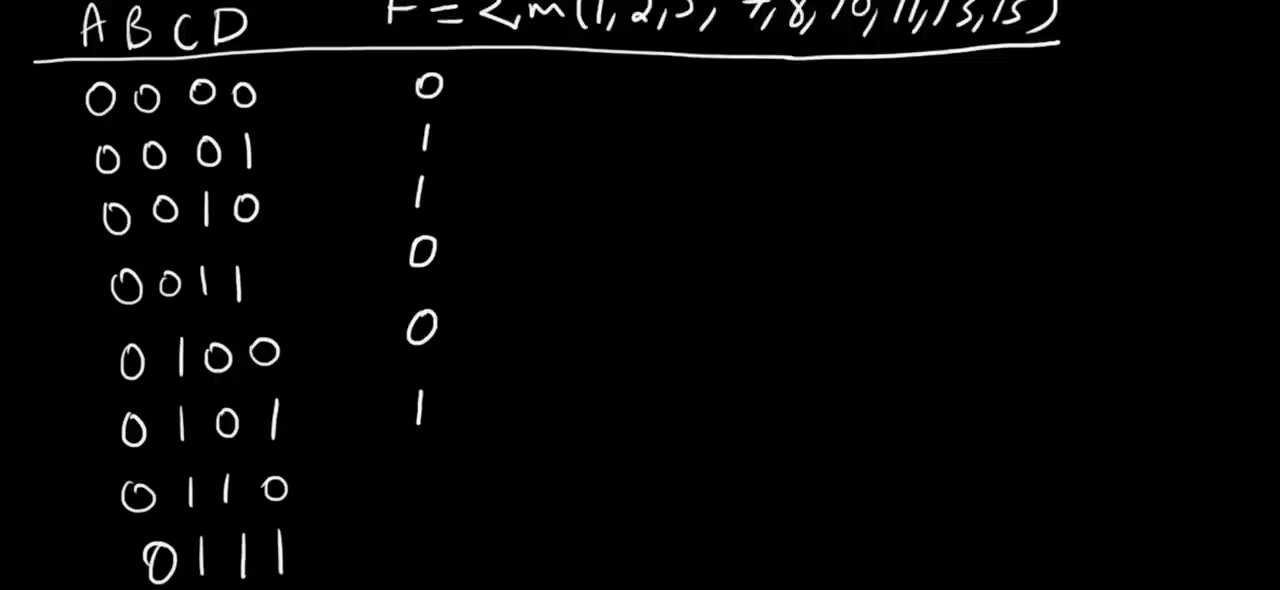 A B C D F = Σm(1, 2, 5, 7, 8, 10, 11, 13, 15)
0 0 0 0 0
0 0 0 1 1
0 0 1 0 1
0 0 1 1 0
0 1 0 0 0
0 1 0 1 1
0 1 1 0
0 1 1 1